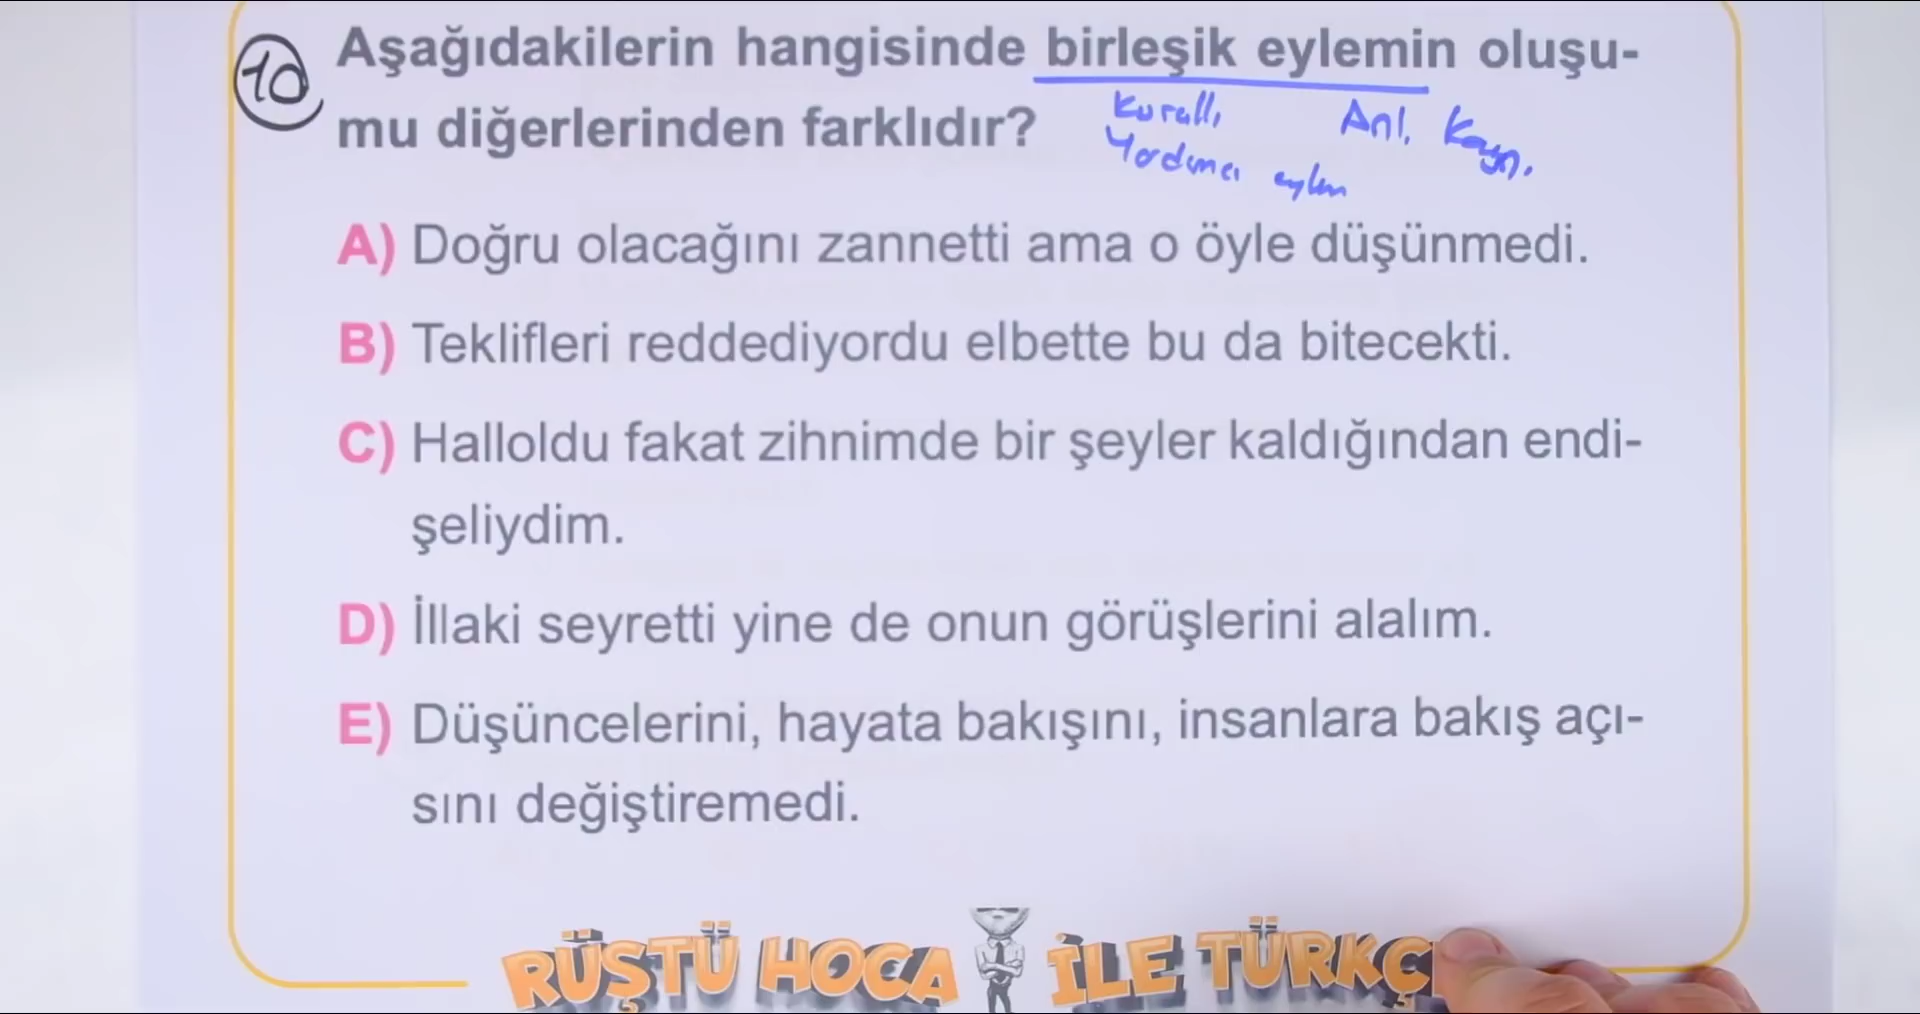 10
Aşağıdakilerin hangisinde birleşik eylemin oluşu-
mu diğerlerinden farklıdır?
Kurallı
Anl. Kayn.
Yardımcı eylem
A) Doğru olacağını zannetti ama o öyle düşünmedi.
B) Teklifleri reddediyordu elbette bu da bitecekti.
C) Halloldu fakat zihnimde bir şeyler kaldığından endi-
şeliydim.
D) İllaki seyretti yine de onun görüşlerini alalım.
E) Düşüncelerini, hayata bakışını, insanlara bakış açı-
sını değiştiremedi.
RÜŞTÜ HOCA İLE TÜRKÇ